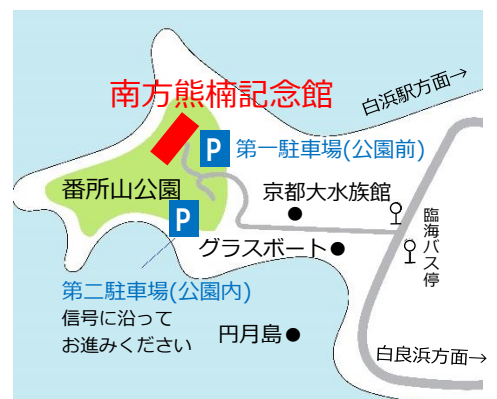 南方熊楠記念館
白浜駅方面→
P
第一駐車場(公園前)
番所山公園
京都大水族館
P
臨海バス停
グラスボート
第二駐車場(公園内)
信号に沿って
お進みください
円月島
白良浜方面→